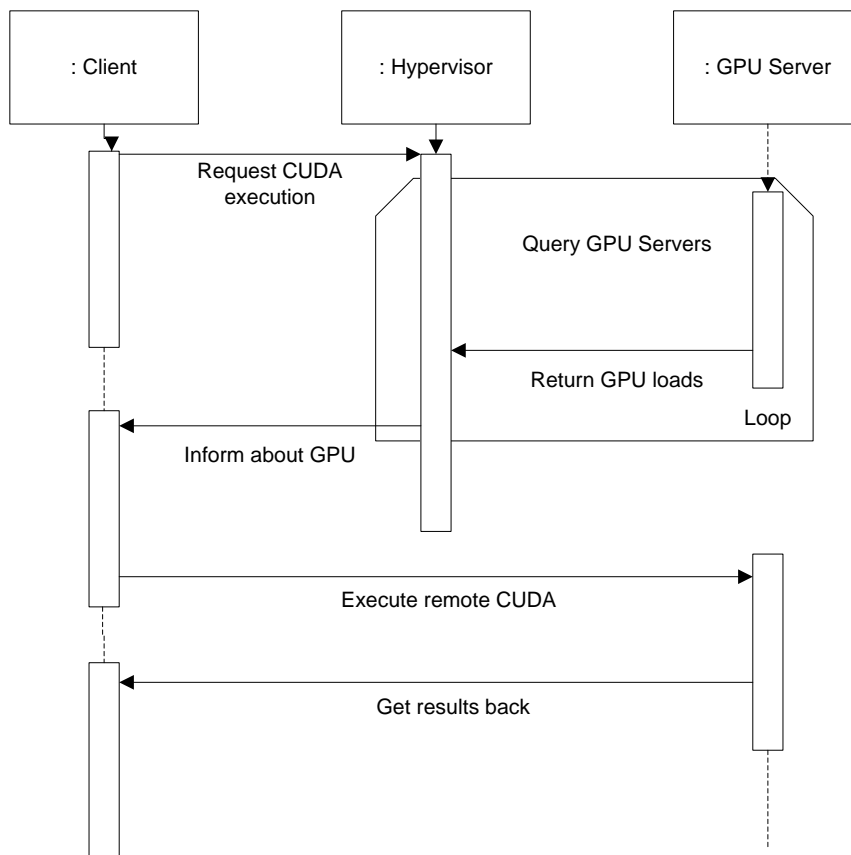 : Client
: Hypervisor
: GPU Server
Request CUDA
execution
Query GPU Servers
Return GPU loads
Loop
Inform about GPU
Execute remote CUDA
Get results back